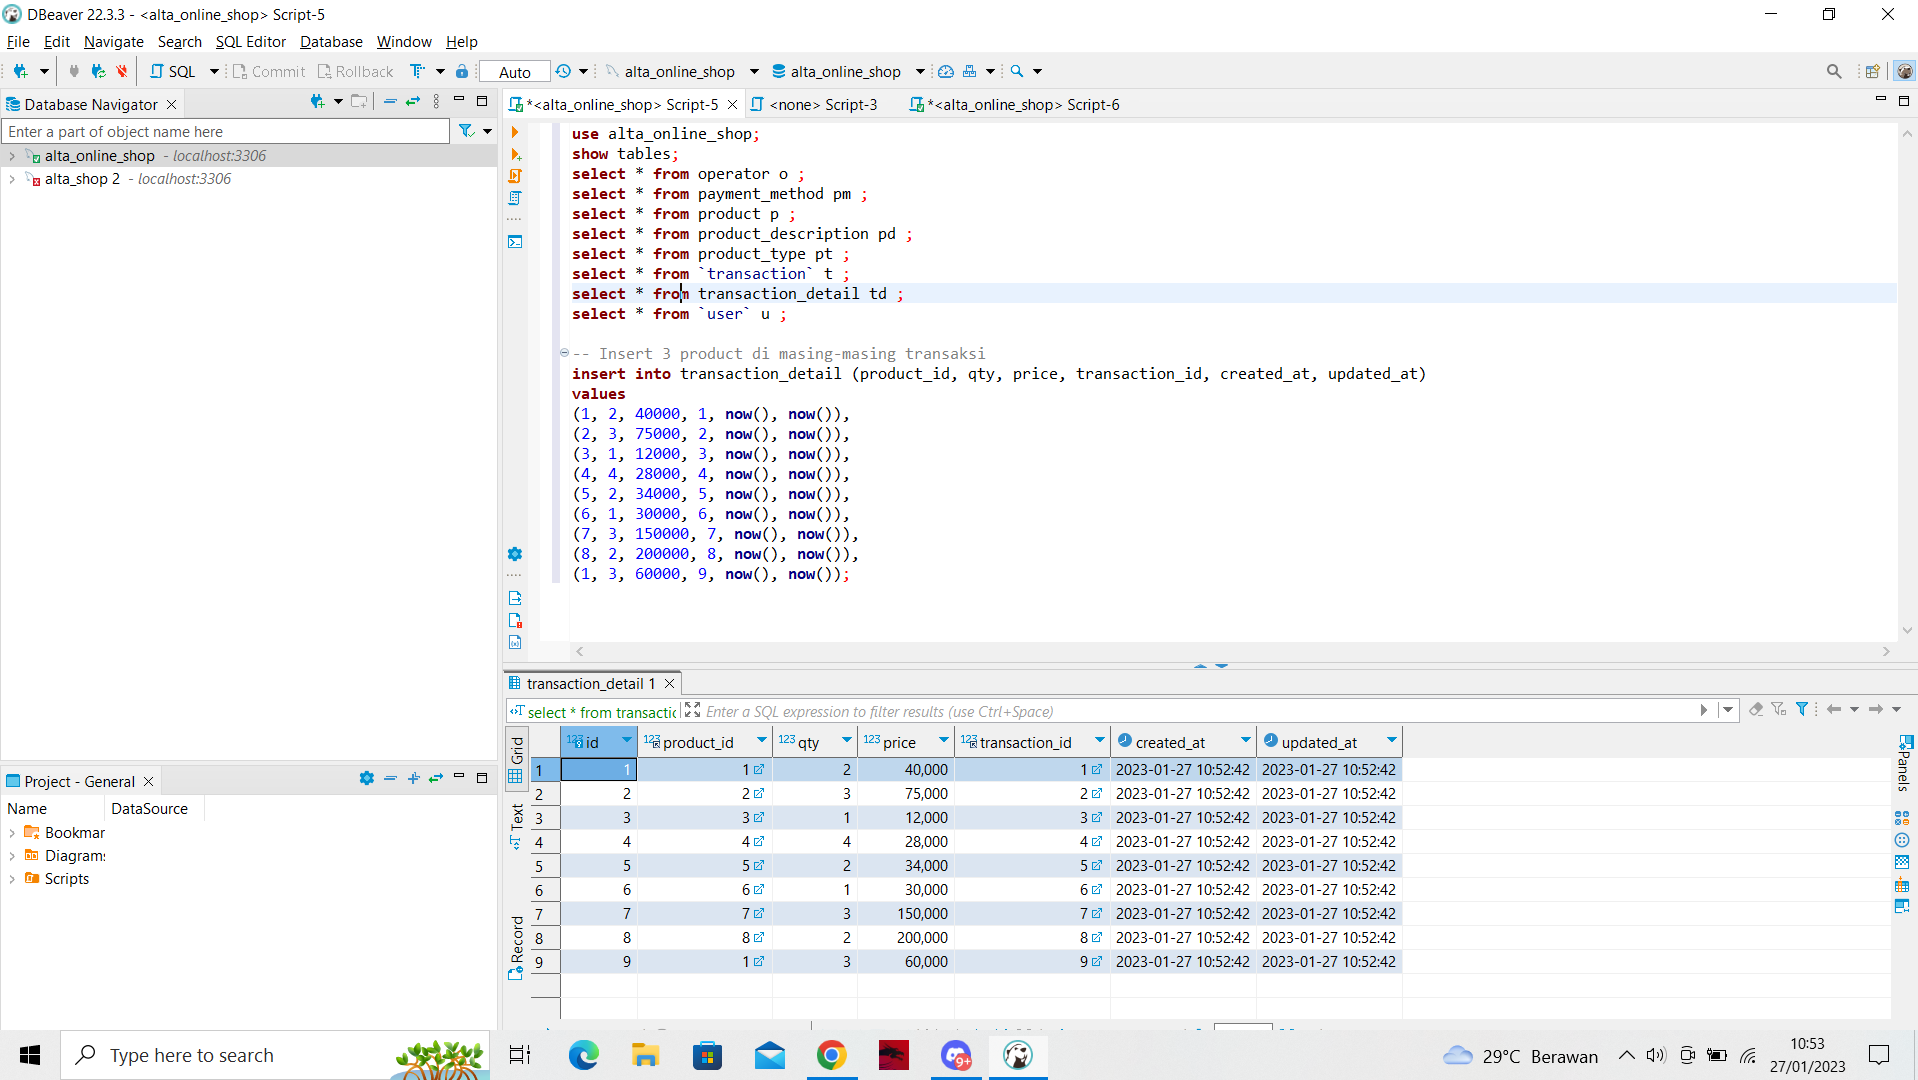 DBeaver 22.3.3 - <alta_online_shop> Script-5
File Edit Navigate Search SQL Editor Database Window Help
SQL Commit Rollback Auto alta_online_shop alta_online_shop
Database Navigator
Enter a part of object name here
alta_online_shop - localhost:3306
alta_shop 2 - localhost:3306
*<alta_online_shop> Script-5 <none> Script-3 *<alta_online_shop> Script-6
use alta_online_shop;
show tables;
select * from operator o ;
select * from payment_method pm ;
select * from product p ;
select * from product_description pd ;
select * from product_type pt ;
select * from `transaction` t ;
select * from transaction_detail td ;
select * from `user` u ;
-- Insert 3 product di masing-masing transaksi
insert into transaction_detail (product_id, qty, price, transaction_id, created_at, updated_at)
values
(1, 2, 40000, 1, now(), now()),
(2, 3, 75000, 2, now(), now()),
(3, 1, 12000, 3, now(), now()),
(4, 4, 28000, 4, now(), now()),
(5, 2, 34000, 5, now(), now()),
(6, 1, 30000, 6, now(), now()),
(7, 3, 150000, 7, now(), now()),
(8, 2, 200000, 8, now(), now()),
(1, 3, 60000, 9, now(), now());
transaction_detail 1
select * from transactic Enter a SQL expression to filter results (use Ctrl+Space)
Grid
Text
Record
Panels
123 id 123 product_id 123 qty 123 price 123 transaction_id created_at updated_at
1 1 1 2 40,000 1 2023-01-27 10:52:42 2023-01-27 10:52:42
2 2 2 3 75,000 2 2023-01-27 10:52:42 2023-01-27 10:52:42
3 3 3 1 12,000 3 2023-01-27 10:52:42 2023-01-27 10:52:42
4 4 4 4 28,000 4 2023-01-27 10:52:42 2023-01-27 10:52:42
5 5 5 2 34,000 5 2023-01-27 10:52:42 2023-01-27 10:52:42
6 6 6 1 30,000 6 2023-01-27 10:52:42 2023-01-27 10:52:42
7 7 7 3 150,000 7 2023-01-27 10:52:42 2023-01-27 10:52:42
8 8 8 2 200,000 8 2023-01-27 10:52:42 2023-01-27 10:52:42
9 9 1 3 60,000 9 2023-01-27 10:52:42 2023-01-27 10:52:42
Project - General
Name DataSource
Bookmar
Diagrams
Scripts
Type here to search
9+
29°C Berawan
10:53
27/01/2023